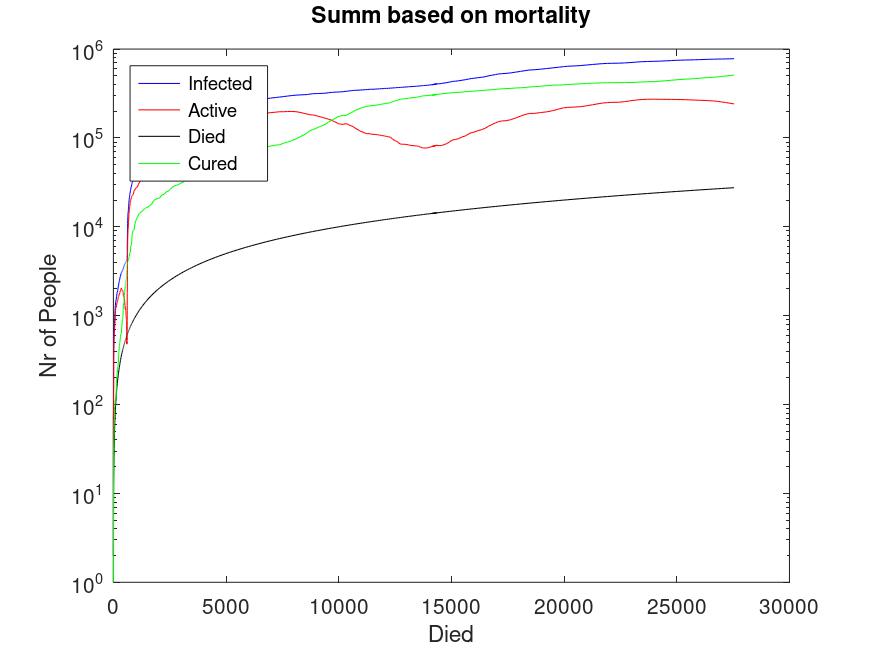 Summ based on mortality
10^6
10^5
10^4
10^3
10^2
10^1
10^0
Nr of People
Infected
Active
Died
Cured
0 5000 10000 15000 20000 25000 30000
Died